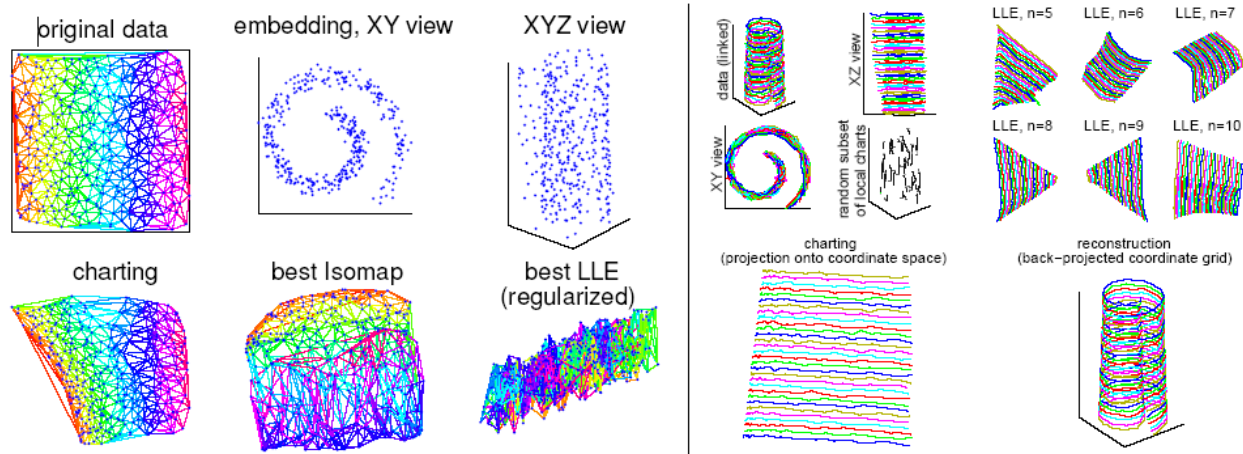 original data
embedding, XY view
XYZ view
charting
best Isomap
best LLE
(regularized)
data (linked)
XZ view
XY view
random subset
of local charts
LLE, n=5
LLE, n=6
LLE, n=7
LLE, n=8
LLE, n=9
LLE, n=10
charting
(projection onto coordinate space)
reconstruction
(back-projected coordinate grid)